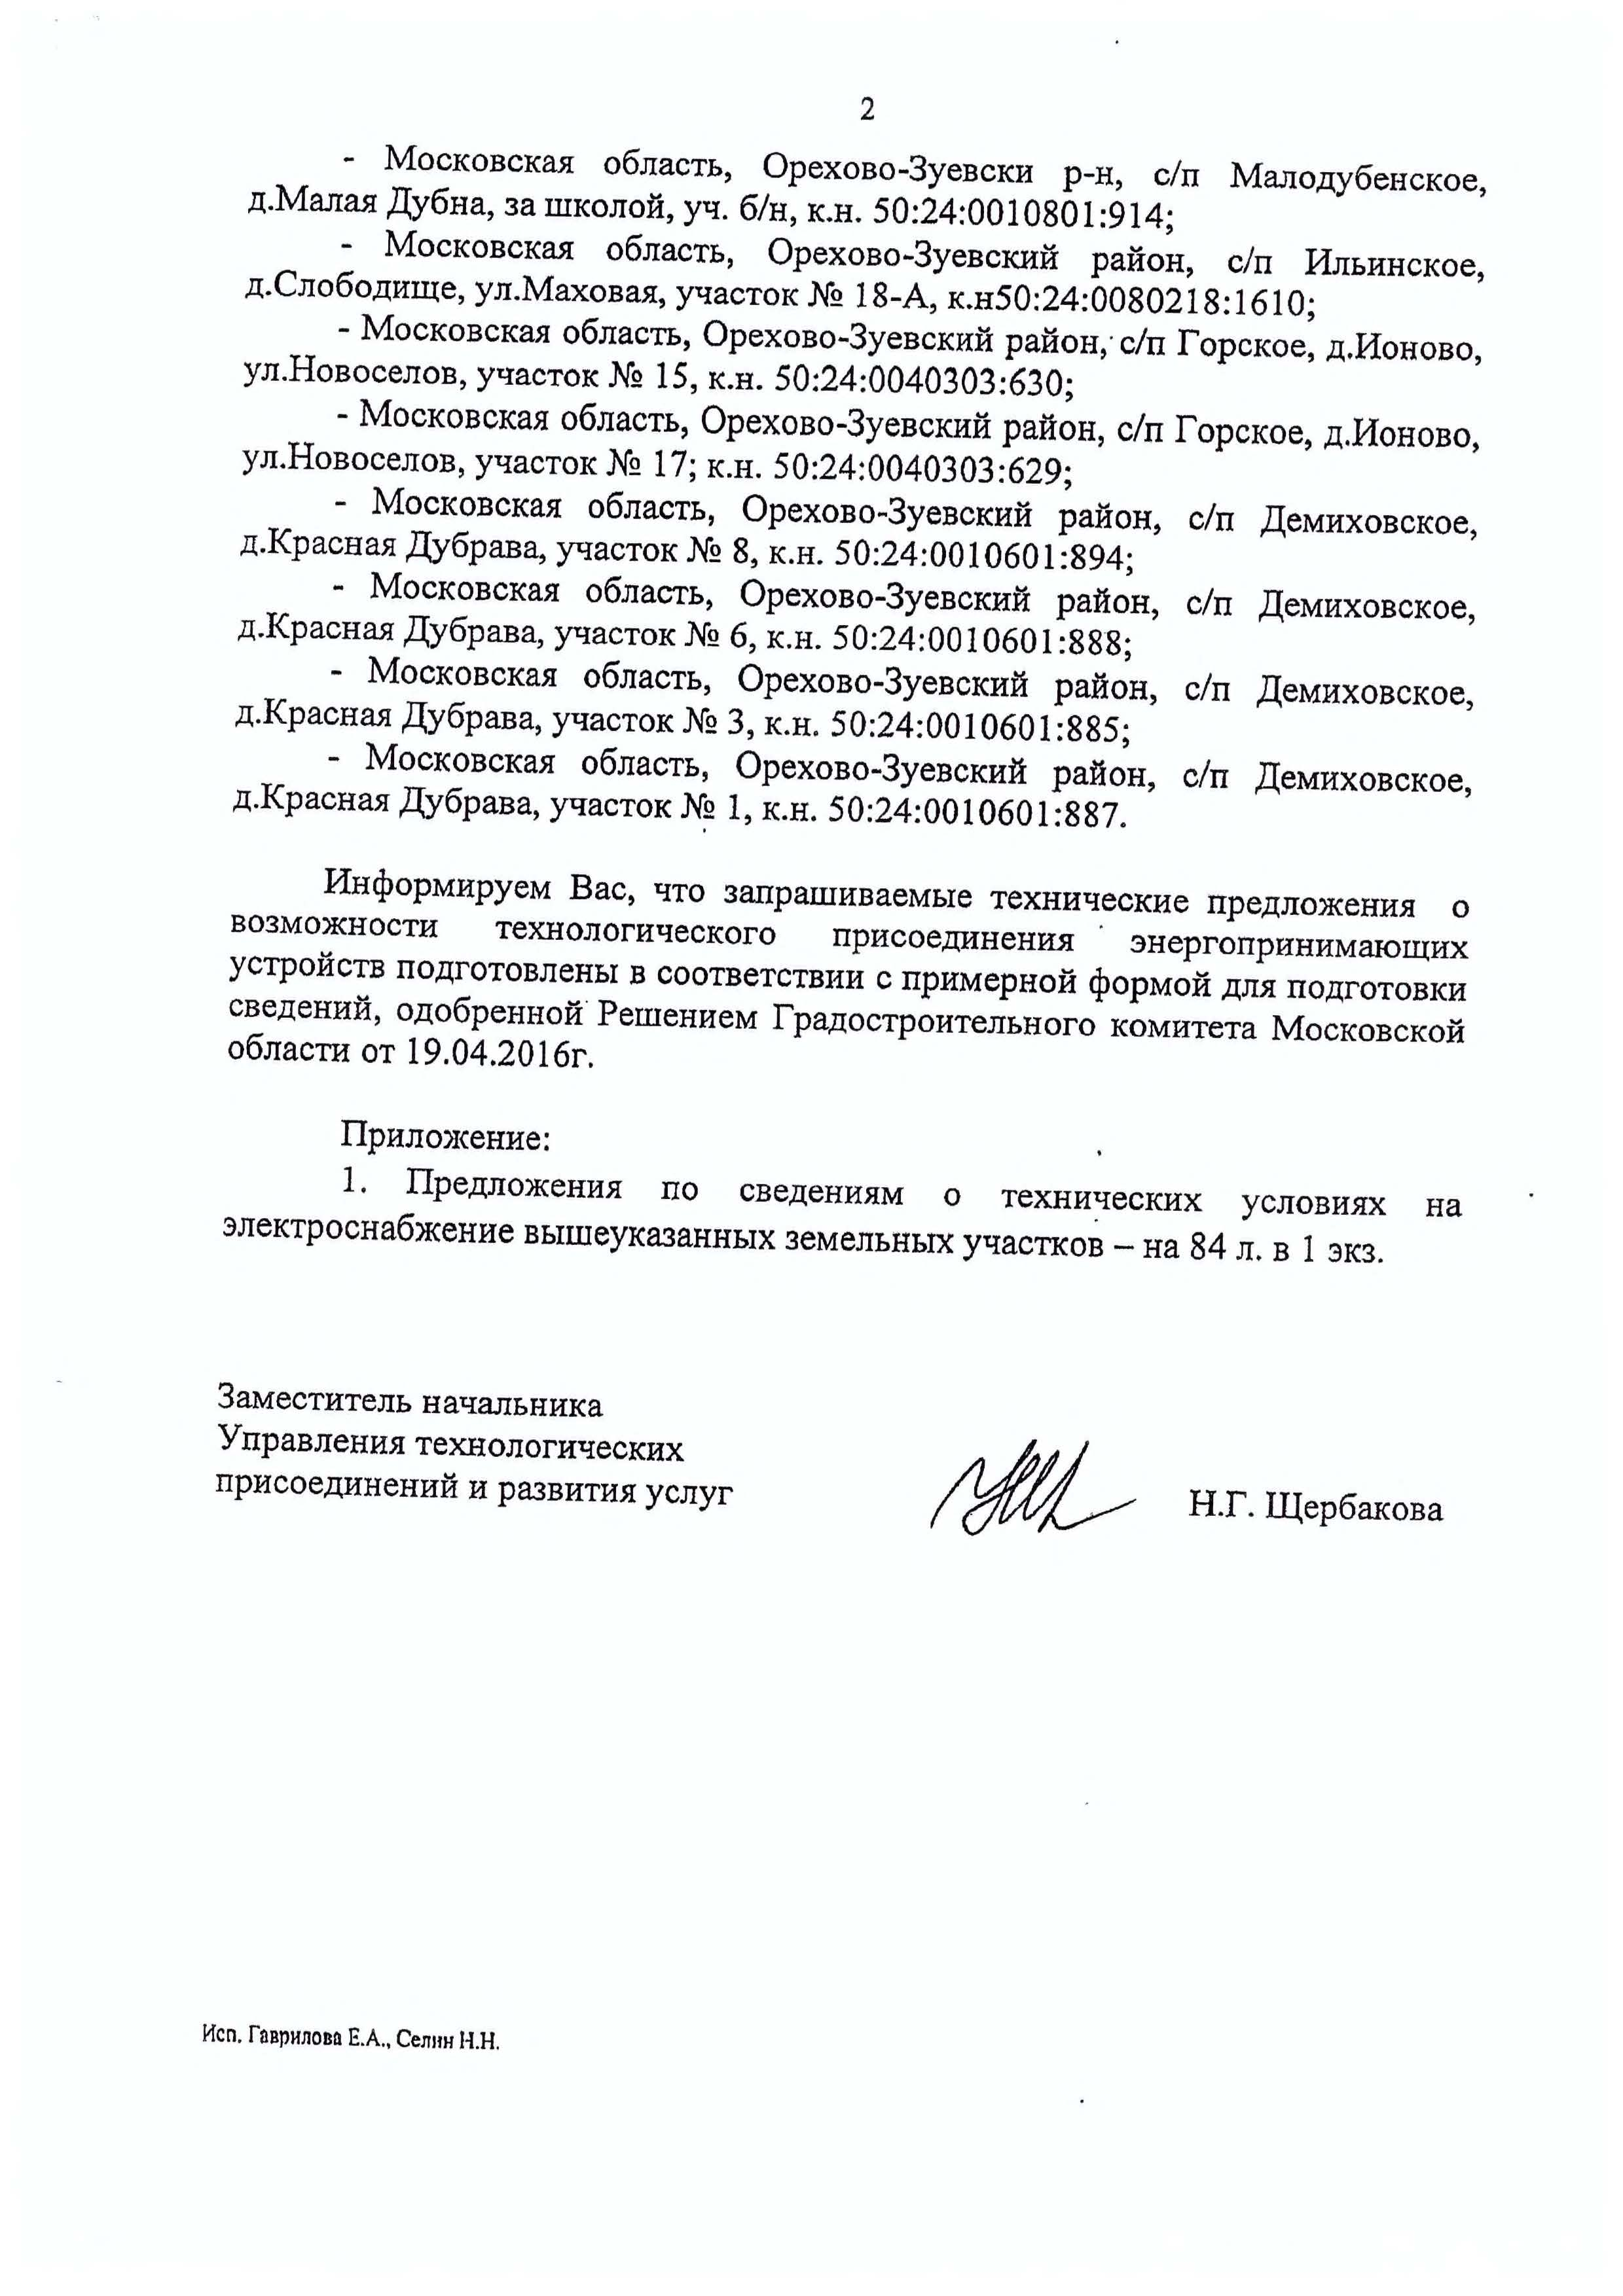 2
- Московская область, Орехово-Зуевски р-н, с/п Малодубенское,
д.Малая Дубна, за школой, уч. б/н, к.н. 50:24:0010801:914;
- Московская область, Орехово-Зуевский район, с/п Ильинское,
д.Слободище, ул.Маховая, участок № 18-А, к.н50:24:0080218:1610;
- Московская область, Орехово-Зуевский район, с/п Горское, д.Ионово,
ул.Новоселов, участок № 15, к.н. 50:24:0040303:630;
- Московская область, Орехово-Зуевский район, с/п Горское, д.Ионово,
ул.Новоселов, участок № 17; к.н. 50:24:0040303:629;
- Московская область, Орехово-Зуевский район, с/п Демиховское,
д.Красная Дубрава, участок № 8, к.н. 50:24:0010601:894;
- Московская область, Орехово-Зуевский район, с/п Демиховское,
д.Красная Дубрава, участок № 6, к.н. 50:24:0010601:888;
- Московская область, Орехово-Зуевский район, с/п Демиховское,
д.Красная Дубрава, участок № 3, к.н. 50:24:0010601:885;
- Московская область, Орехово-Зуевский район, с/п Демиховское,
д.Красная Дубрава, участок № 1, к.н. 50:24:0010601:887.
Информируем Вас, что запрашиваемые технические предложения о
возможности технологического присоединения энергопринимающих
устройств подготовлены в соответствии с примерной формой для подготовки
сведений, одобренной Решением Градостроительного комитета Московской
области от 19.04.2016г.
Приложение:
1. Предложения по сведениям о технических условиях на
электроснабжение вышеуказанных земельных участков – на 84 л. в 1 экз.
Заместитель начальника
Управления технологических
присоединений и развития услуг
Н.Г. Щербакова
Исп. Гаврилова Е.А., Селин Н.Н.